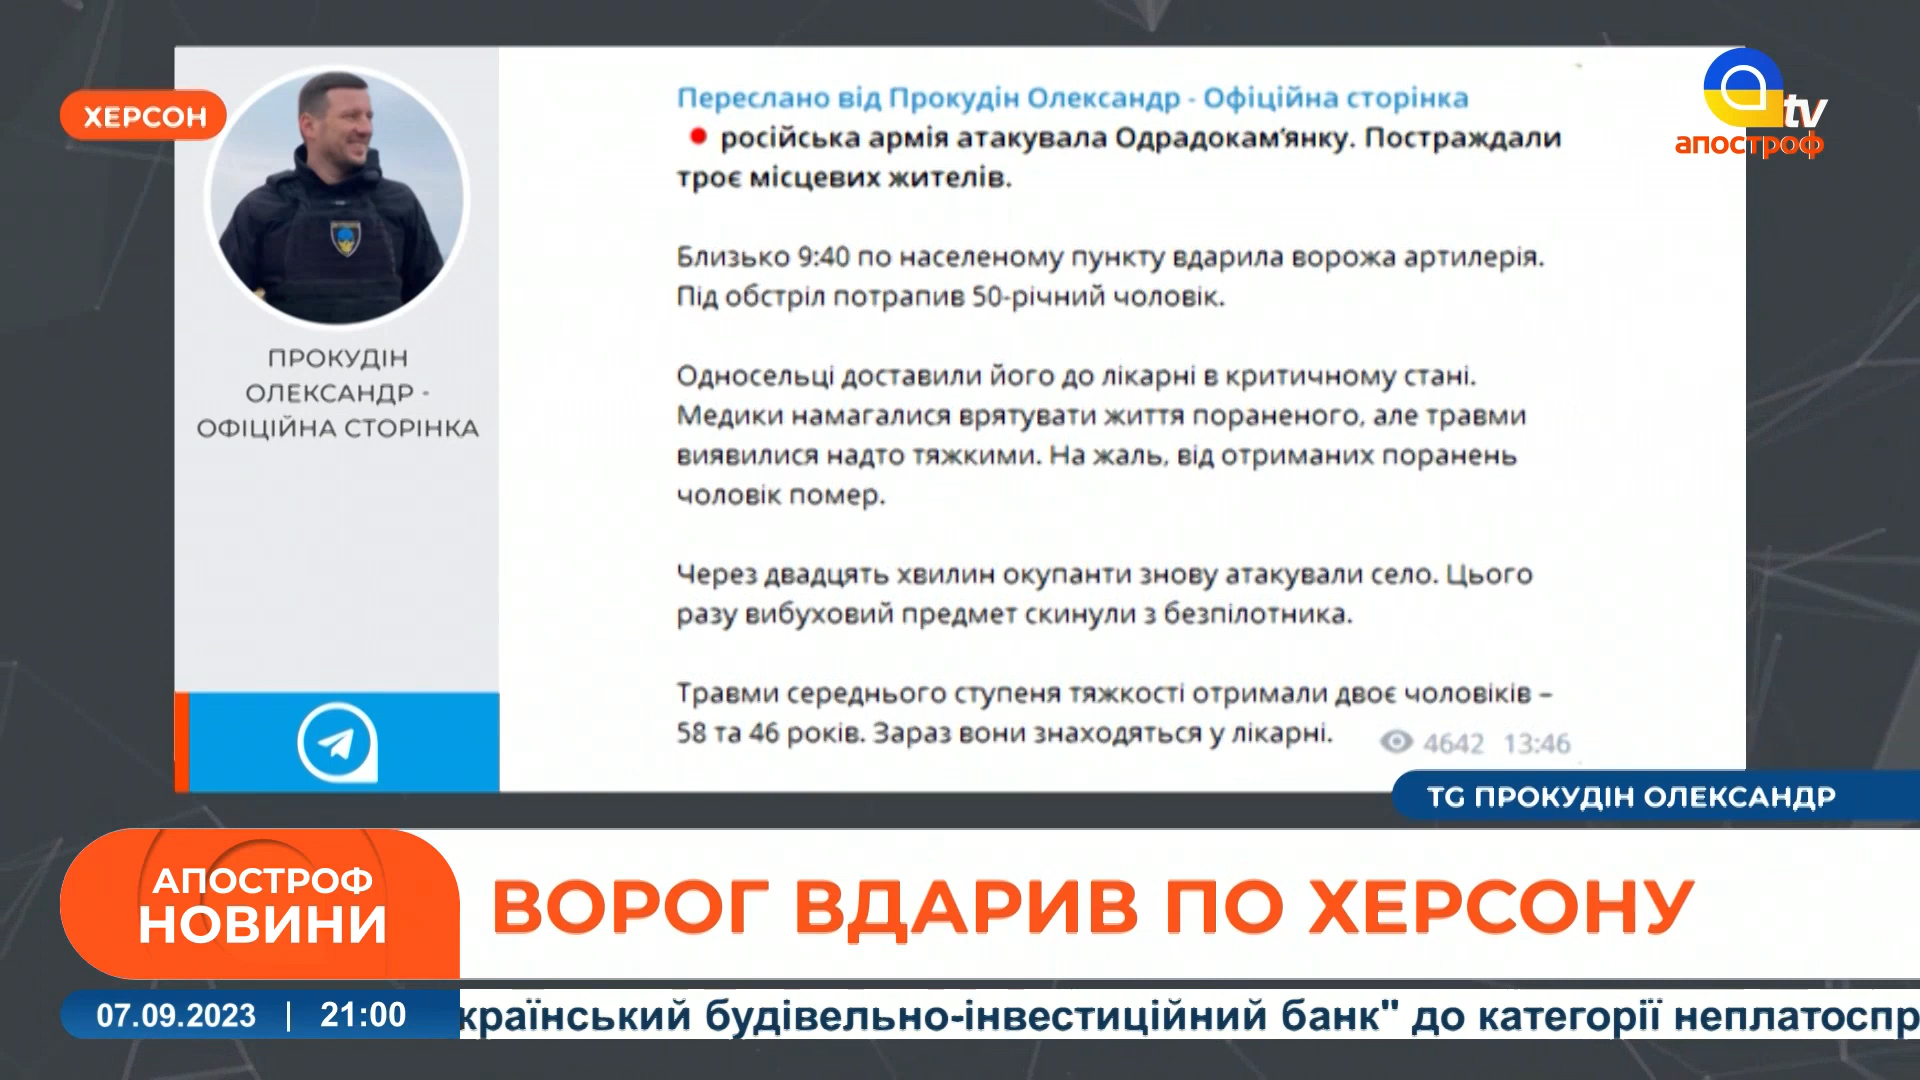 ХЕРСОН
tv
апостроф
Переслано від Прокудін Олександр - Офіційна сторінка
російська армія атакувала Одрадокам'янку. Постраждали
троє місцевих жителів.
Близько 9:40 по населеному пункту вдарила ворожа артилерія.
Під обстріл потрапив 50-річний чоловік.
Односельці доставили його до лікарні в критичному стані.
Медики намагалися врятувати життя пораненого, але травми
виявилися надто тяжкими. На жаль, від отриманих поранень
чоловік помер.
Через двадцять хвилин окупанти знову атакували село. Цього
разу вибуховий предмет скинули з безпілотника.
Травми середнього ступеня тяжкості отримали двоє чоловіків –
58 та 46 років. Зараз вони знаходяться у лікарні.
4642 13:46
ПРОКУДІН
ОЛЕКСАНДР -
ОФІЦІЙНА СТОРІНКА
TG ПРОКУДІН ОЛЕКСАНДР
АПОСТРОФ
НОВИНИ
ВОРОГ ВДАРИВ ПО ХЕРСОНУ
07.09.2023 | 21:00
країнський будівельно-інвестиційний банк" до категорії неплатоспр